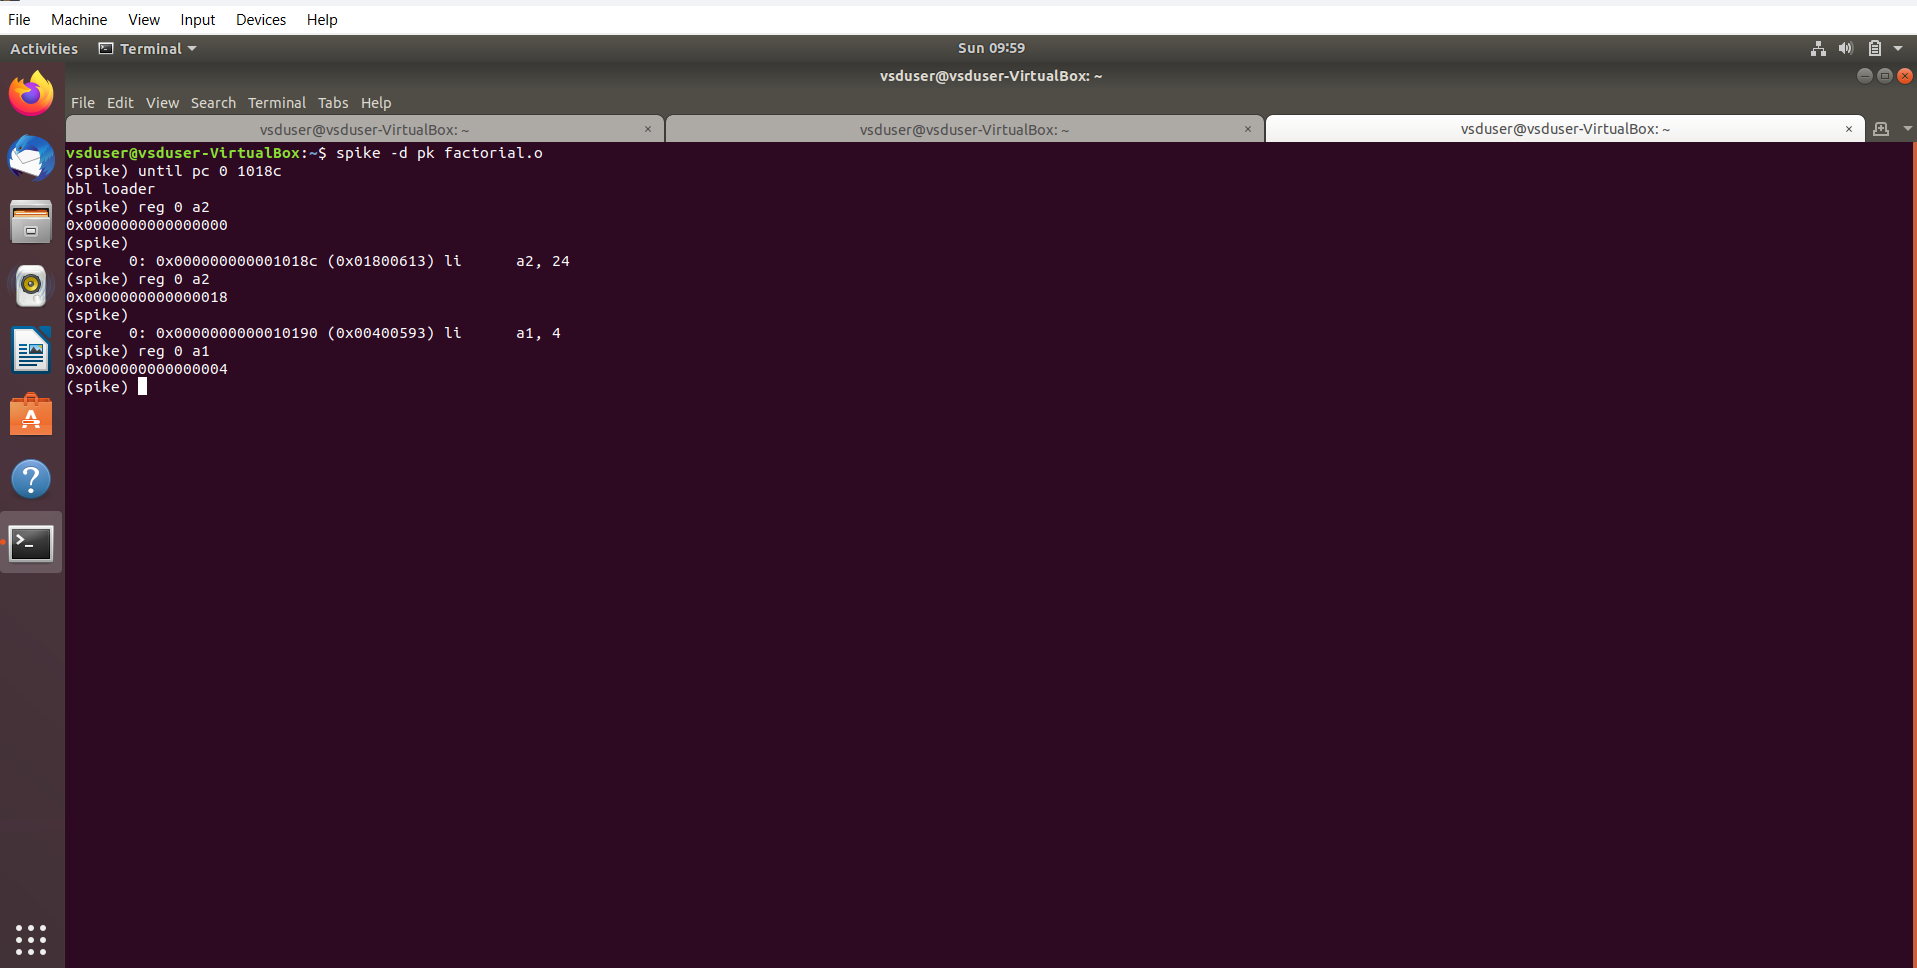 File Machine View Input Devices Help
Activities Terminal Sun 09:59
vsduser@vsduser-VirtualBox: ~
File Edit View Search Terminal Tabs Help
vsduser@vsduser-VirtualBox: ~ × vsduser@vsduser-VirtualBox: ~ × vsduser@vsduser-VirtualBox: ~ ×
vsduser@vsduser-VirtualBox:~$ spike -d pk factorial.o
(spike) until pc 0 1018c
bbl loader
(spike) reg 0 a2
0x0000000000000000
(spike)
core   0: 0x000000000001018c (0x01800613) li      a2, 24
(spike) reg 0 a2
0x0000000000000018
(spike)
core   0: 0x0000000000010190 (0x00400593) li      a1, 4
(spike) reg 0 a1
0x0000000000000004
(spike)